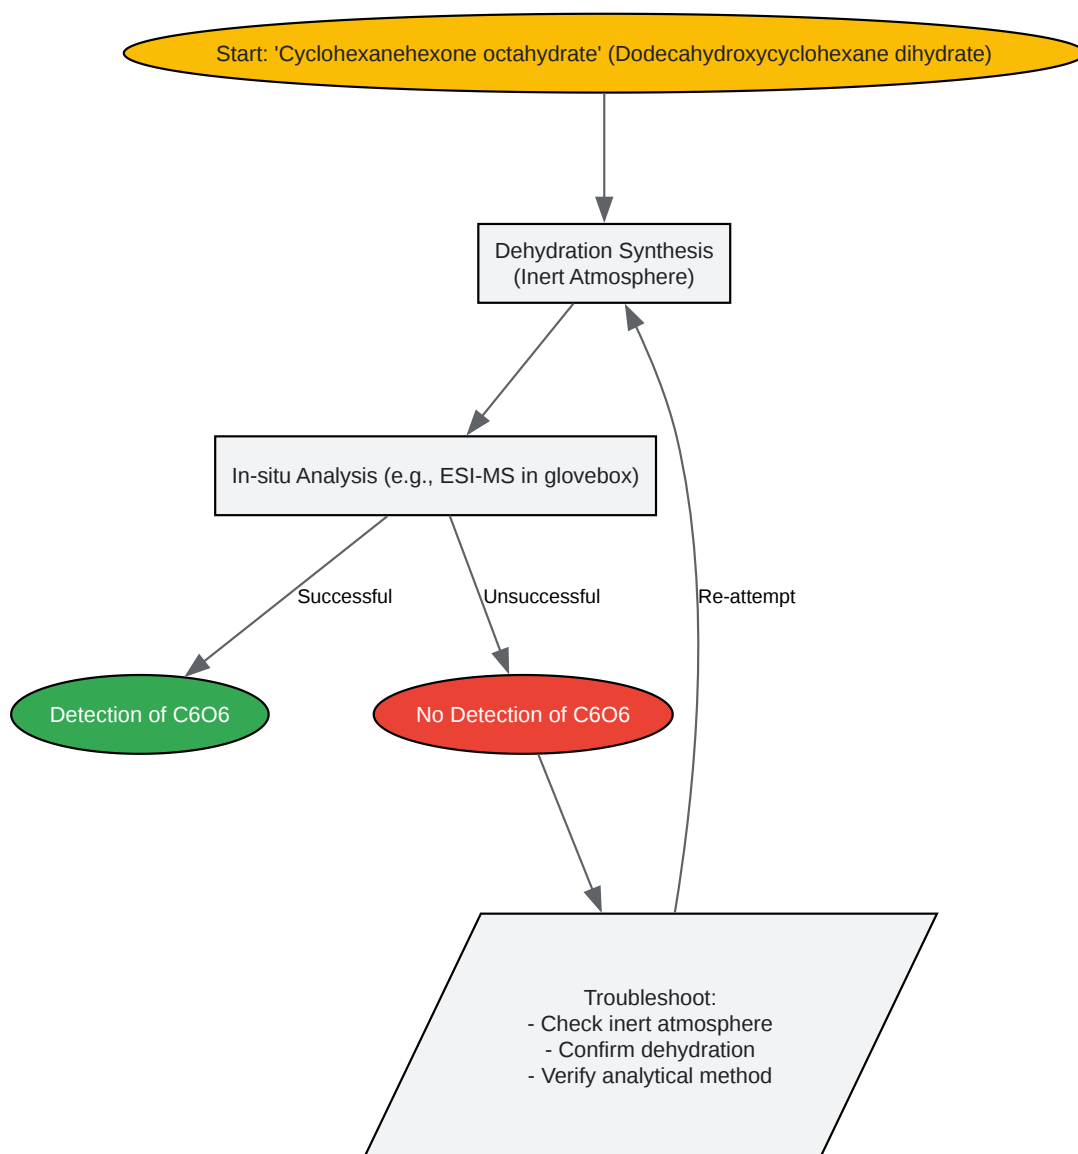 Start: 'Cyclohexanehexone octahydrate' (Dodecahydroxycyclohexane dihydrate)
Dehydration Synthesis
(Inert Atmosphere)
In-situ Analysis (e.g., ESI-MS in glovebox)
Successful
Unsuccessful
Re-attempt
Detection of C6O6
No Detection of C6O6
Troubleshoot:
- Check inert atmosphere
- Confirm dehydration
- Verify analytical method